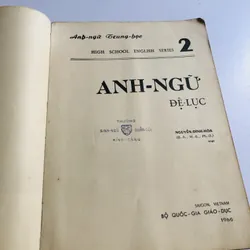 Anh-ngữ Trung-học
HIGH SCHOOL ENGLISH SERIES 2
ANH-NGỮ
ĐỆ-LỤC
NGUYỄN-ĐÌNH-HÒA
SAIGON, VIETNAM
BỘ QUỐC-GIA GIÁO-DỤC
1960